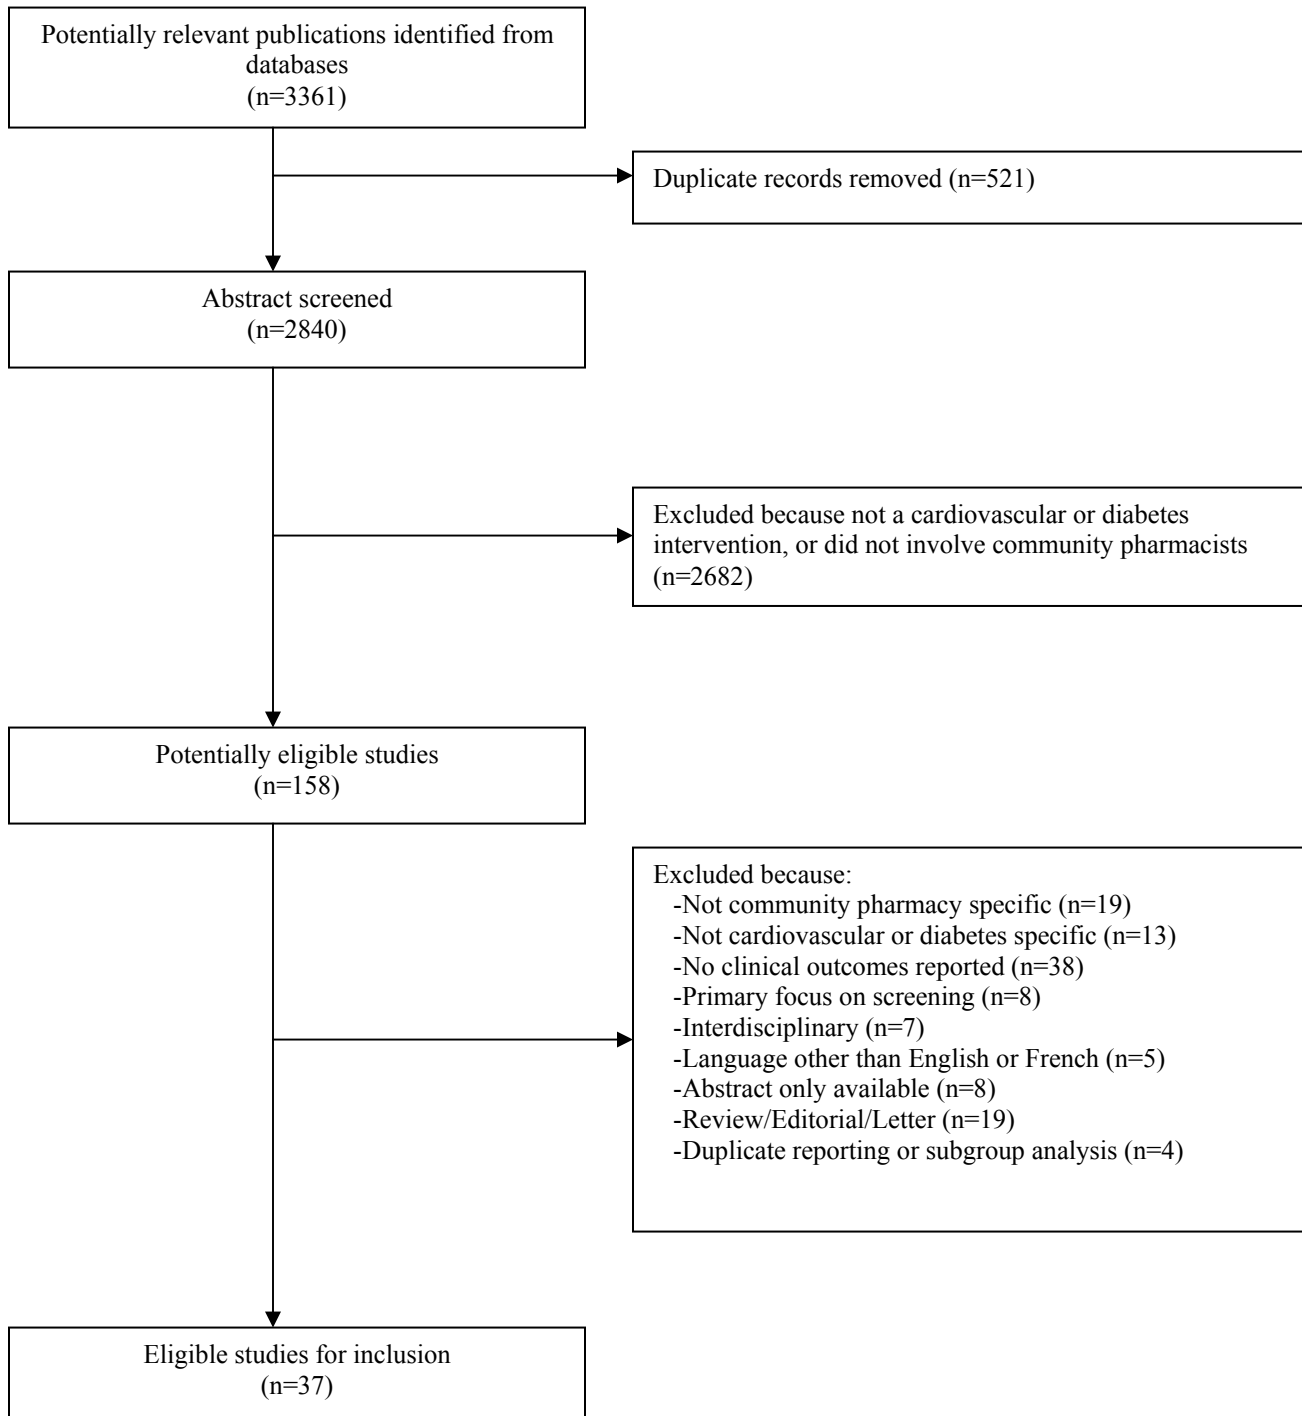 Potentially relevant publications identified from
databases
(n=3361)
Duplicate records removed (n=521)
Abstract screened
(n=2840)
Excluded because not a cardiovascular or diabetes
intervention, or did not involve community pharmacists
(n=2682)
Potentially eligible studies
(n=158)
Excluded because:
-Not community pharmacy specific (n=19)
-Not cardiovascular or diabetes specific (n=13)
-No clinical outcomes reported (n=38)
-Primary focus on screening (n=8)
-Interdisciplinary (n=7)
-Language other than English or French (n=5)
-Abstract only available (n=8)
-Review/Editorial/Letter (n=19)
-Duplicate reporting or subgroup analysis (n=4)
Eligible studies for inclusion
(n=37)